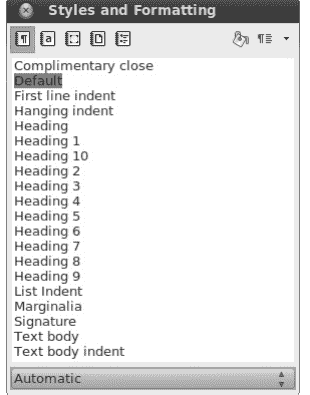 Styles and Formatting
Complimentary close
Default
First line indent
Hanging indent
Heading
Heading 1
Heading 10
Heading 2
Heading 3
Heading 4
Heading 5
Heading 6
Heading 7
Heading 8
Heading 9
List Indent
Marginalia
Signature
Text body
Text body indent
Automatic